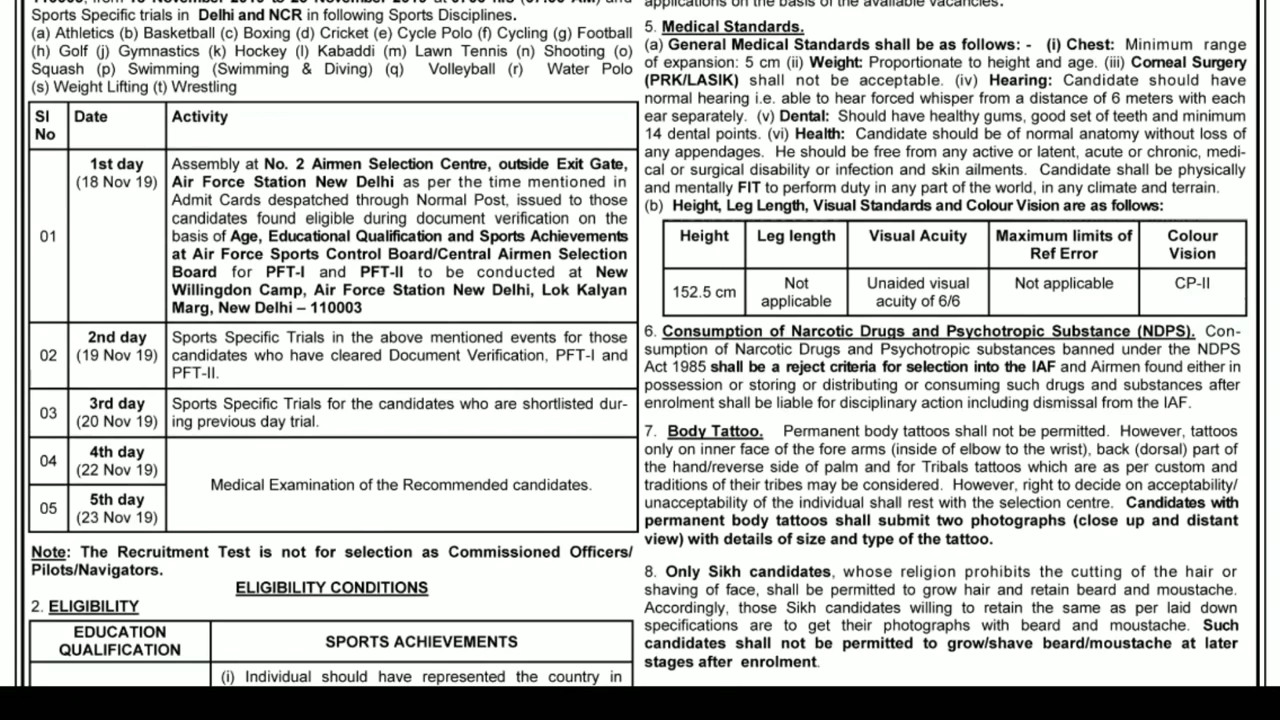 Sports Specific trials in Delhi and NCR in following Sports Disciplines.
(a) Athletics (b) Basketball (c) Boxing (d) Cricket (e) Cycle Polo (f) Cycling (g) Football
(h) Golf (j) Gymnastics (k) Hockey (l) Kabaddi (m) Lawn Tennis (n) Shooting (o)
Squash (p) Swimming (Swimming & Diving) (q) Volleyball (r) Water Polo
(s) Weight Lifting (t) Wrestling
Sl No Date Activity
01
1st day
(18 Nov 19)
Assembly at No. 2 Airmen Selection Centre, outside Exit Gate,
Air Force Station New Delhi as per the time mentioned in
Admit Cards despatched through Normal Post, issued to those
candidates found eligible during document verification on the
basis of Age, Educational Qualification and Sports Achievements
at Air Force Sports Control Board/Central Airmen Selection
Board for PFT-I and PFT-II to be conducted at New
Willingdon Camp, Air Force Station New Delhi, Lok Kalyan
Marg, New Delhi – 110003
02
2nd day
(19 Nov 19)
Sports Specific Trials in the above mentioned events for those
candidates who have cleared Document Verification, PFT-I and
PFT-II.
03
3rd day
(20 Nov 19)
Sports Specific Trials for the candidates who are shortlisted dur-
ing previous day trial.
04
4th day
(22 Nov 19)
05
5th day
(23 Nov 19)
Medical Examination of the Recommended candidates.
Note: The Recruitment Test is not for selection as Commissioned Officers/
Pilots/Navigators.
ELIGIBILITY CONDITIONS
2. ELIGIBILITY
EDUCATION
QUALIFICATION
SPORTS ACHIEVEMENTS
(i) Individual should have represented the country in
applications on the basis of the available vacancies.
5. Medical Standards.
(a) General Medical Standards shall be as follows: - (i) Chest: Minimum range
of expansion: 5 cm (ii) Weight: Proportionate to height and age. (iii) Corneal Surgery
(PRK/LASIK) shall not be acceptable. (iv) Hearing: Candidate should have
normal hearing i.e. able to hear forced whisper from a distance of 6 meters with each
ear separately. (v) Dental: Should have healthy gums, good set of teeth and minimum
14 dental points. (vi) Health: Candidate should be of normal anatomy without loss of
any appendages. He should be free from any active or latent, acute or chronic, medi-
cal or surgical disability or infection and skin ailments. Candidate shall be physically
and mentally FIT to perform duty in any part of the world, in any climate and terrain.
(b) Height, Leg Length, Visual Standards and Colour Vision are as follows:
Height Leg length Visual Acuity Maximum limits of Ref Error Colour Vision
152.5 cm Not applicable Unaided visual acuity of 6/6 Not applicable CP-II
6. Consumption of Narcotic Drugs and Psychotropic Substance (NDPS). Con-
sumption of Narcotic Drugs and Psychotropic substances banned under the NDPS
Act 1985 shall be a reject criteria for selection into the IAF and Airmen found either in
possession or storing or distributing or consuming such drugs and substances after
enrolment shall be liable for disciplinary action including dismissal from the IAF.
7. Body Tattoo. Permanent body tattoos shall not be permitted. However, tattoos
only on inner face of the fore arms (inside of elbow to the wrist), back (dorsal) part of
the hand/reverse side of palm and for Tribals tattoos which are as per custom and
traditions of their tribes may be considered. However, right to decide on acceptability/
unacceptability of the individual shall rest with the selection centre. Candidates with
permanent body tattoos shall submit two photographs (close up and distant
view) with details of size and type of the tattoo.
8. Only Sikh candidates, whose religion prohibits the cutting of the hair or
shaving of face, shall be permitted to grow hair and retain beard and moustache.
Accordingly, those Sikh candidates willing to retain the same as per laid down
specifications are to get their photographs with beard and moustache. Such
candidates shall not be permitted to grow/shave beard/moustache at later
stages after enrolment.